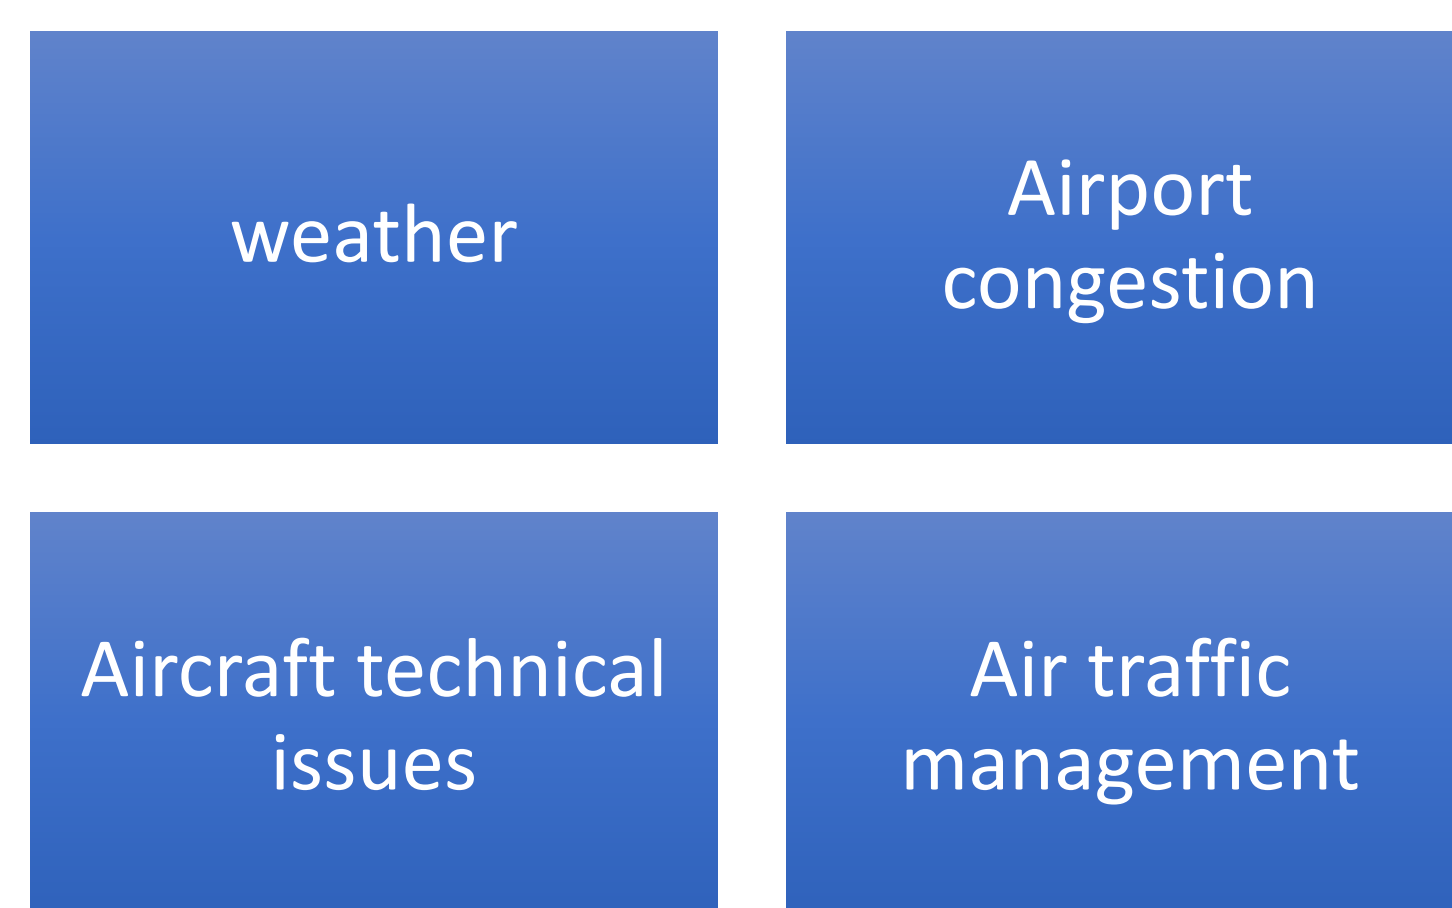 weather
Airport
congestion
Aircraft technical
issues
Air traffic
management